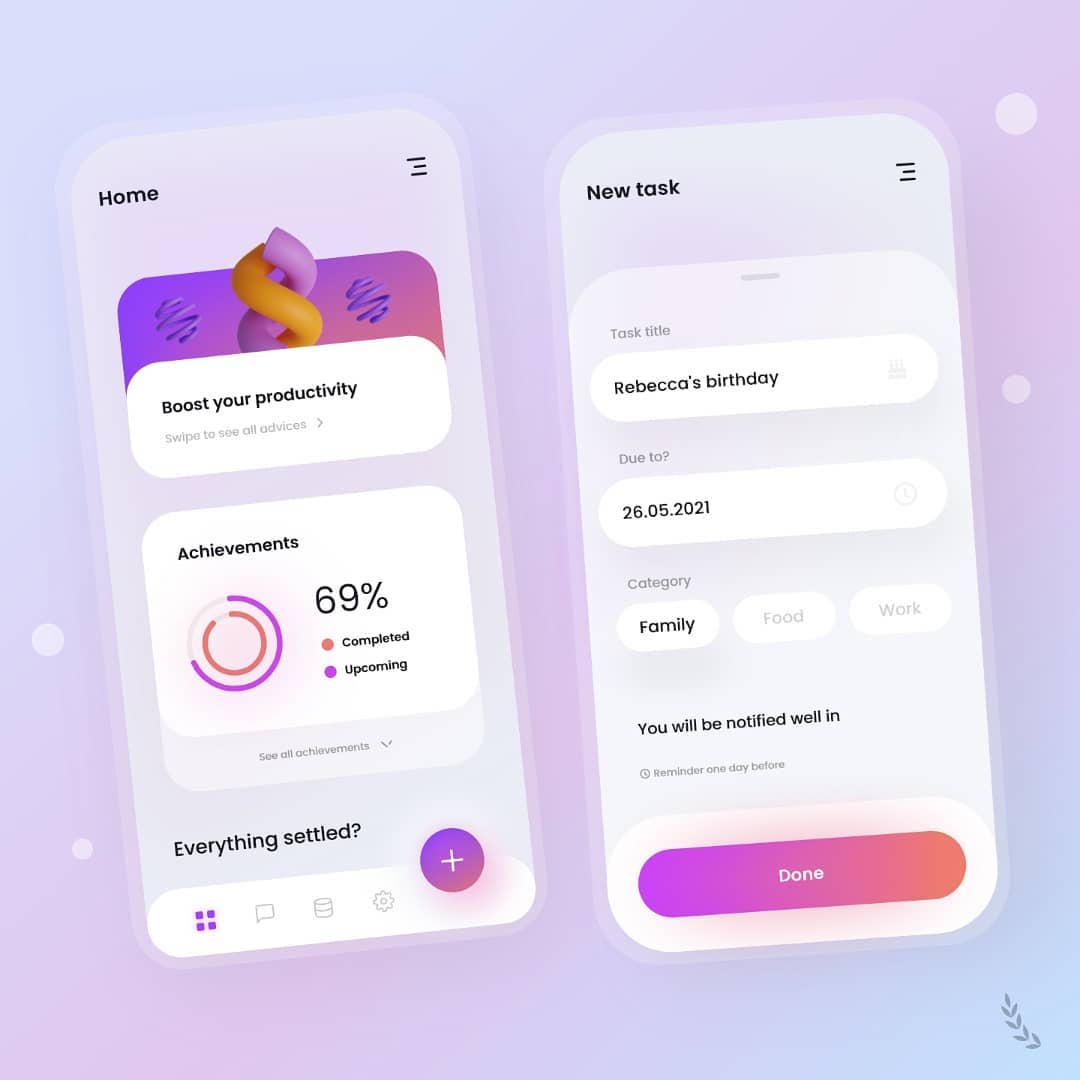 Home
Boost your productivity
Swipe to see all advices
Achievements
69%
Completed
Upcoming
See all achievements
Everything settled?
New task
Task title
Rebecca's birthday
Due to?
26.05.2021
Category
Family Food Work
You will be notified well in
Reminder one day before
Done